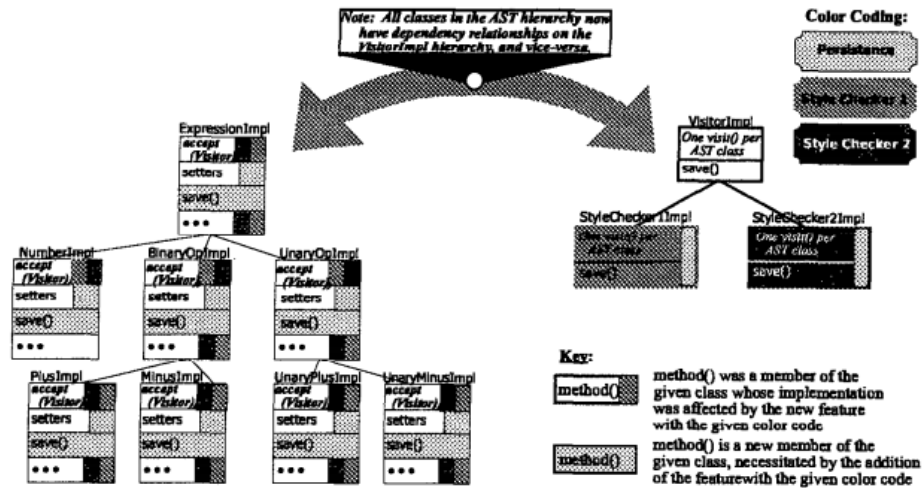 Note: All classes in the AST hierarchy now
have dependency relationships on the
VisitorImpl hierarchy, and vice-versa.
Color Coding:
Persistance
Style Checker 1
Style Checker 2
ExpressionImpl
accept
(Visitor)
setters
save()
•••
VisitorImpl
One visit() per
AST class
save()
StyleChecker1Impl
One visit() per
AST class
save()
StyleChecker2Impl
One visit() per
AST class
save()
NumberImpl
accept
(Visitor)
setters
save()
•••
BinaryOpImpl
accept
(Visitor)
setters
save()
•••
UnaryOpImpl
accept
(Visitor)
setters
save()
•••
PlusImpl
accept
(Visitor)
setters
save()
•••
MinusImpl
accept
(Visitor)
setters
save()
•••
UnaryPlusImpl
accept
(Visitor)
setters
save()
•••
UnaryMinusImpl
accept
(Visitor)
setters
save()
•••
Key:
method()
method() was a member of the
given class whose implementation
was affected by the new feature
with the given color code
method()
method() is a new member of the
given class, necessitated by the addition
of the featurewith the given color code